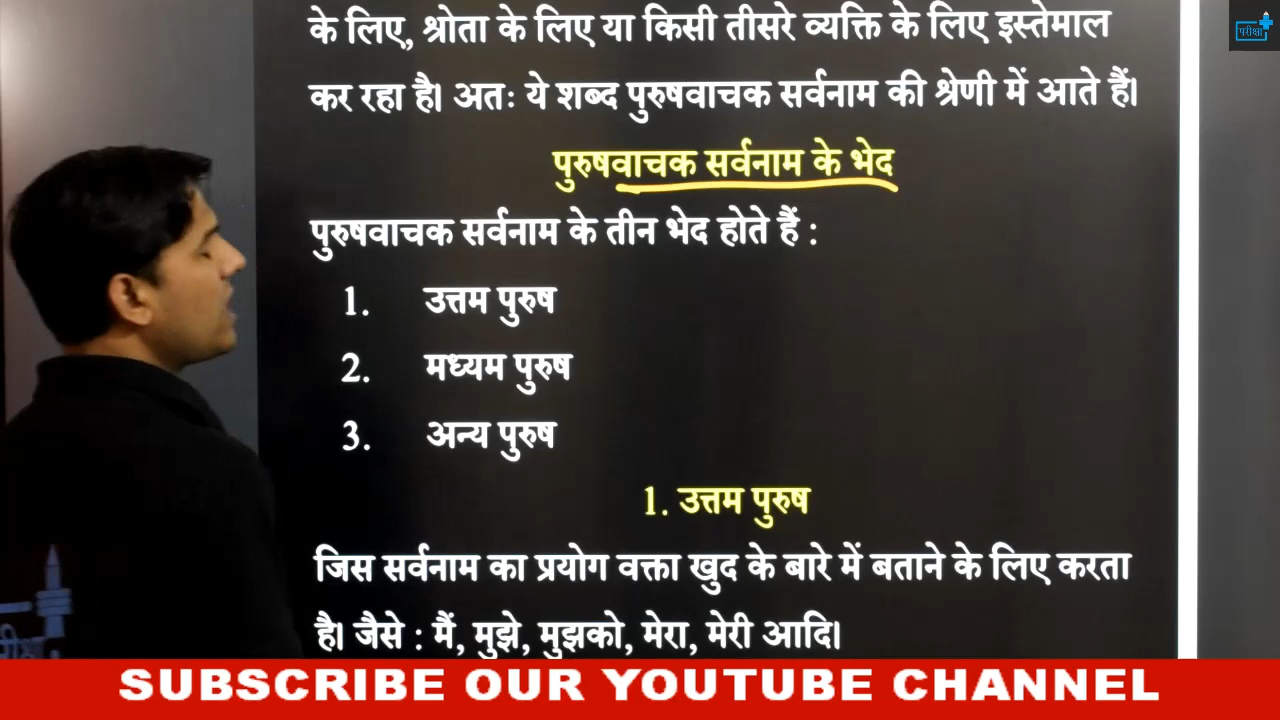 परीक्षा
के लिए, श्रोता के लिए या किसी तीसरे व्यक्ति के लिए इस्तेमाल
कर रहा है। अतः ये शब्द पुरुषवाचक सर्वनाम की श्रेणी में आते हैं।
पुरुषवाचक सर्वनाम के भेद
पुरुषवाचक सर्वनाम के तीन भेद होते हैं :
1. उत्तम पुरुष
2. मध्यम पुरुष
3. अन्य पुरुष
1. उत्तम पुरुष
जिस सर्वनाम का प्रयोग वक्ता खुद के बारे में बताने के लिए करता
है। जैसे : मैं, मुझे, मुझको, मेरा, मेरी आदि।
SUBSCRIBE OUR YOUTUBE CHANNEL